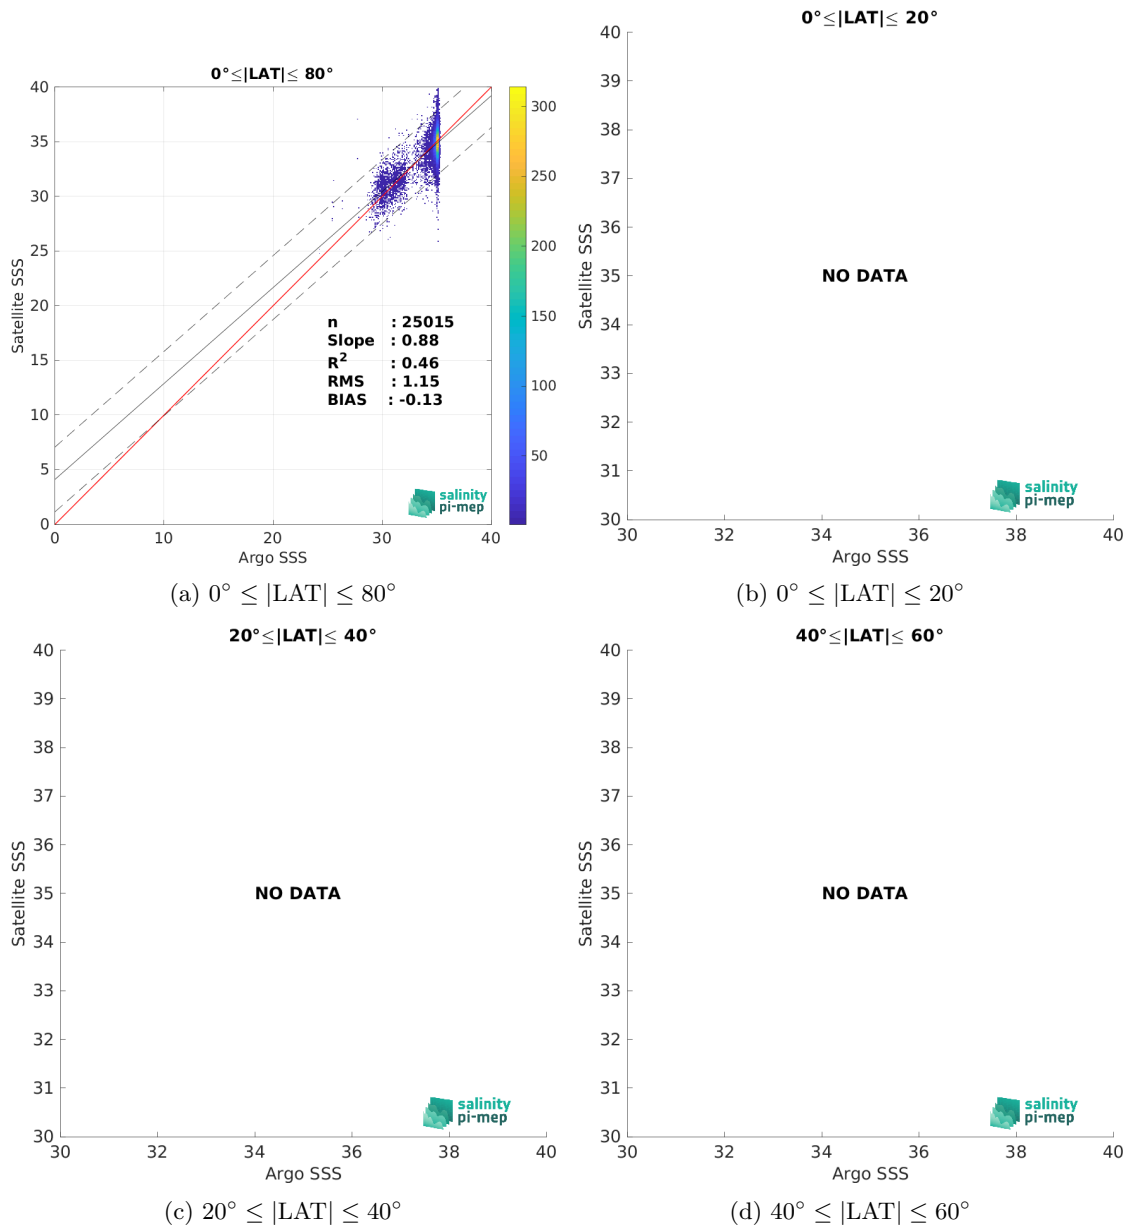 0°≤|LAT|≤ 80°
40
35
30
25
20
15
10
5
0
0
10
20
30
40
Satellite SSS
Argo SSS
n : 25015
Slope : 0.88
R² : 0.46
RMS : 1.15
BIAS : -0.13
300
250
200
150
100
50
salinity
pi-mep
(a) 0° ≤ |LAT| ≤ 80°
0°≤|LAT|≤ 20°
40
39
38
37
36
35
34
33
32
31
30
30
32
34
36
38
40
Satellite SSS
Argo SSS
NO DATA
salinity
pi-mep
(b) 0° ≤ |LAT| ≤ 20°
20°≤|LAT|≤ 40°
40
39
38
37
36
35
34
33
32
31
30
30
32
34
36
38
40
Satellite SSS
Argo SSS
NO DATA
salinity
pi-mep
(c) 20° ≤ |LAT| ≤ 40°
40°≤|LAT|≤ 60°
40
39
38
37
36
35
34
33
32
31
30
30
32
34
36
38
40
Satellite SSS
Argo SSS
NO DATA
salinity
pi-mep
(d) 40° ≤ |LAT| ≤ 60°